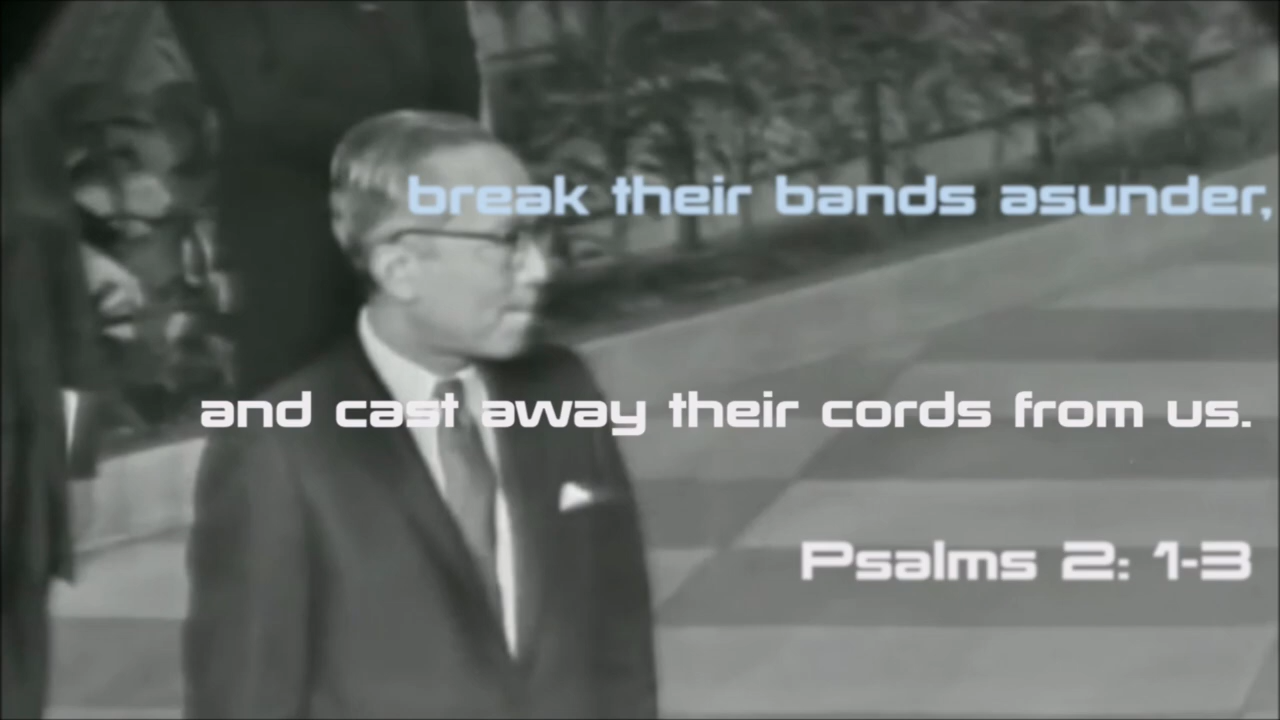 break their bands asunder,
and cast away their cords from us.
Psalms 2: 1-3